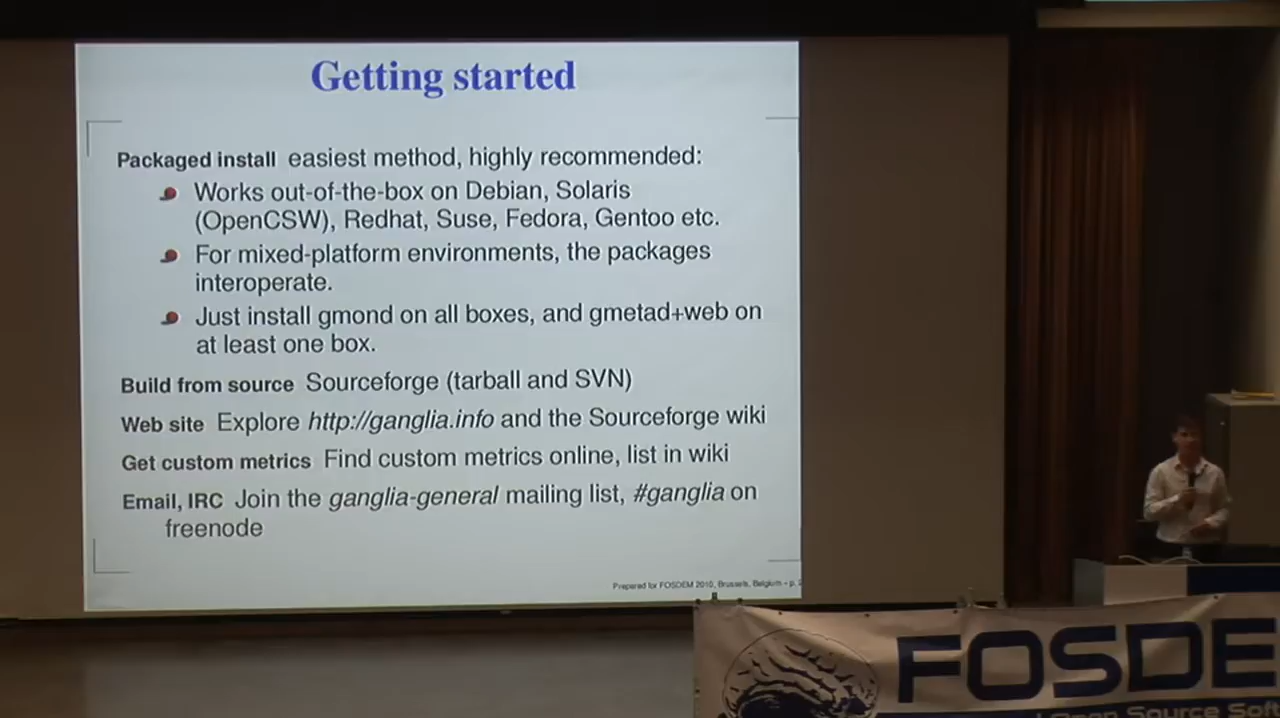 Getting started
Packaged install easiest method, highly recommended:
Works out-of-the-box on Debian, Solaris
(OpenCSW), Redhat, Suse, Fedora, Gentoo etc.
For mixed-platform environments, the packages
interoperate.
Just install gmond on all boxes, and gmetad+web on
at least one box.
Build from source Sourceforge (tarball and SVN)
Web site Explore http://ganglia.info and the Sourceforge wiki
Get custom metrics Find custom metrics online, list in wiki
Email, IRC Join the ganglia-general mailing list, #ganglia on
freenode
Prepared for FOSDEM 2010, Brussels, Belgium – p.
FOSDE
Open Source Soft